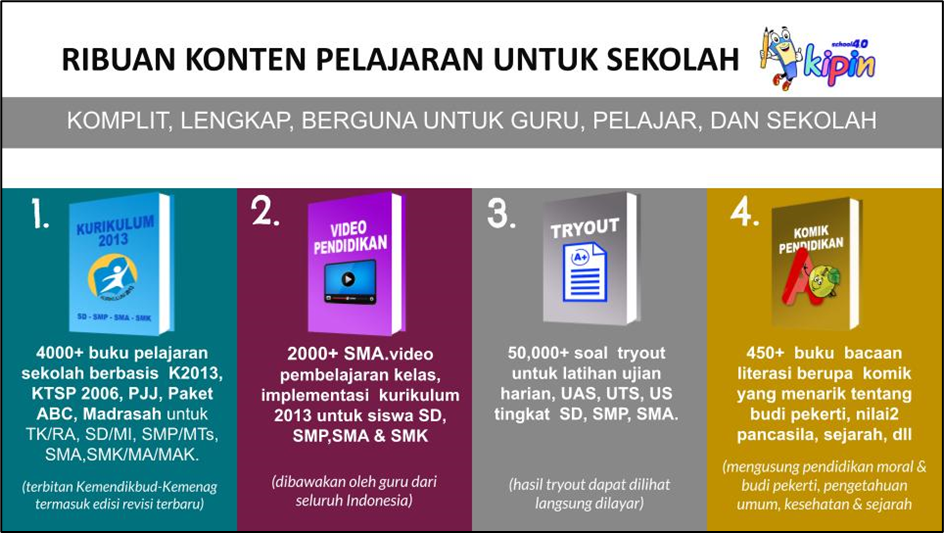 RIBUAN KONTEN PELAJARAN UNTUK SEKOLAH
school4.0
kipin
KOMPLIT, LENGKAP, BERGUNA UNTUK GURU, PELAJAR, DAN SEKOLAH
1.
KURIKULUM
2013
KURIKULUM 2013
SD - SMP - SMA - SMK
4000+ buku pelajaran
sekolah berbasis K2013,
KTSP 2006, PJJ, Paket
ABC, Madrasah untuk
TK/RA, SD/MI, SMP/MTs,
SMA,SMK/MA/MAK.
(terbitan Kemendikbud-Kemenag
termasuk edisi revisi terbaru)
2.
VIDEO
PENDIDIKAN
2000+ SMA.video
pembelajaran kelas,
implementasi kurikulum
2013 untuk siswa SD,
SMP,SMA & SMK
(dibawakan oleh guru dari
seluruh Indonesia)
3.
TRYOUT
A+
50,000+ soal tryout
untuk latihan ujian
harian, UAS, UTS, US
tingkat SD, SMP, SMA.
(hasil tryout dapat dilihat
langsung dilayar)
4.
KOMIK
PENDIDIKAN
A
450+ buku bacaan
literasi berupa komik
yang menarik tentang
budi pekerti, nilai2
pancasila, sejarah, dll
(mengusung pendidikan moral &
budi pekerti, pengetahuan
umum, kesehatan & sejarah